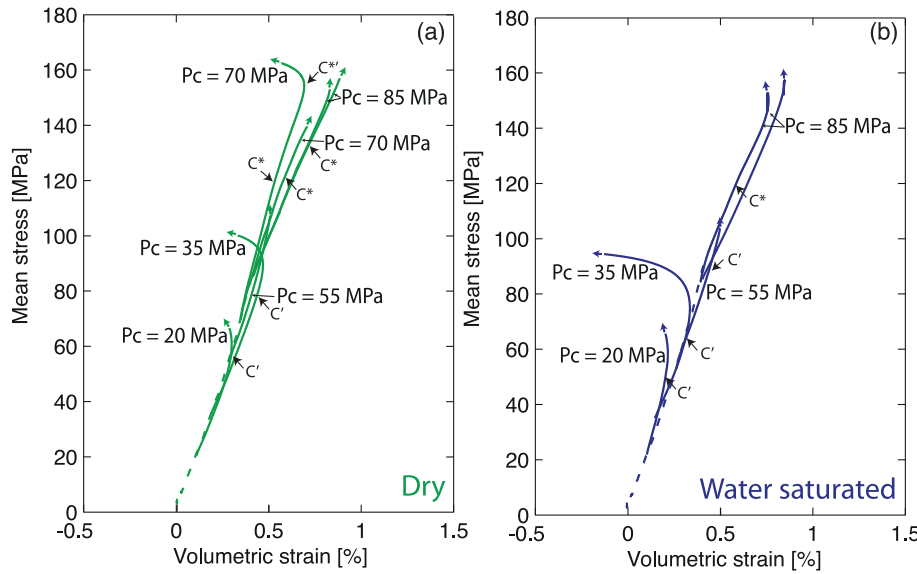 180
160
140
120
100
80
60
40
20
0
-0.5
0
0.5
1
1.5
Mean stress [MPa]
Volumetric strain [%]
(a)
Pc = 70 MPa
C*'
Pc = 85 MPa
Pc = 70 MPa
C*
C*
C*
Pc = 35 MPa
Pc = 55 MPa
C'
Pc = 20 MPa
C'
Dry
180
160
140
120
100
80
60
40
20
0
-0.5
0
0.5
1
1.5
Mean stress [MPa]
Volumetric strain [%]
(b)
Pc = 85 MPa
C*
C'
Pc = 35 MPa
Pc = 55 MPa
C'
Pc = 20 MPa
C'
Water saturated